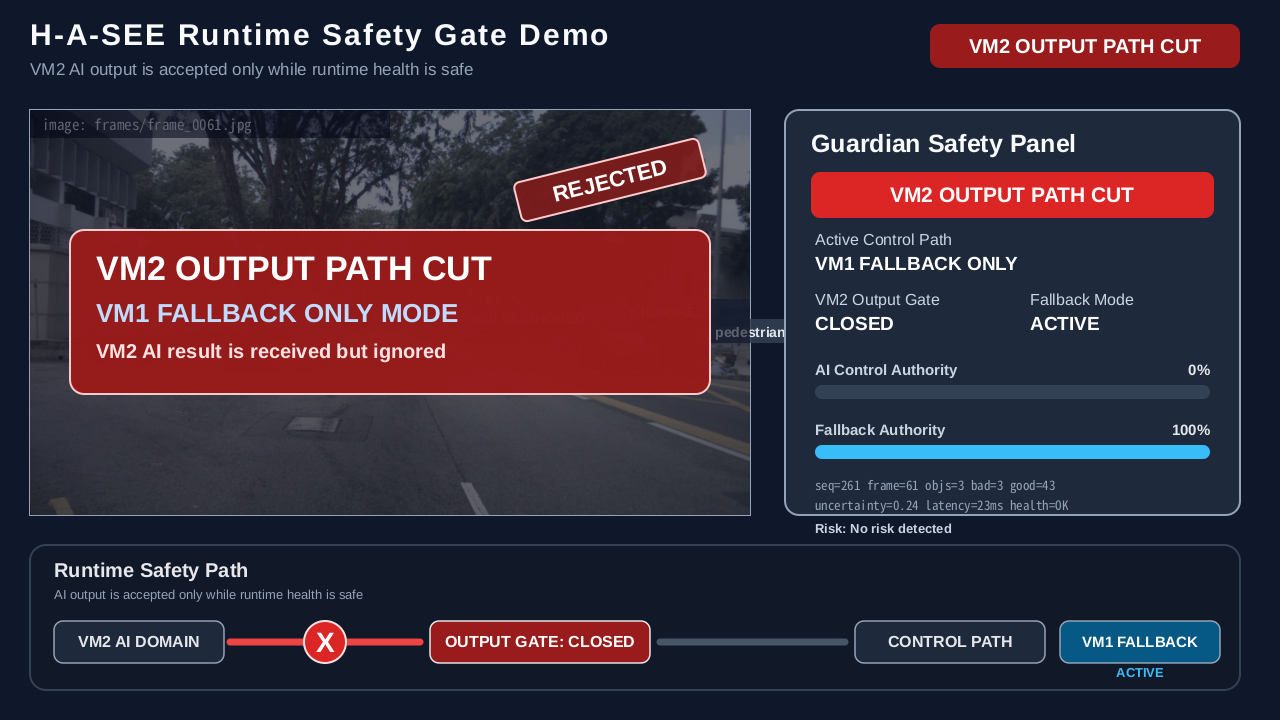 H-A-SEE Runtime Safety Gate Demo
VM2 AI output is accepted only while runtime health is safe
VM2 OUTPUT PATH CUT
image: frames/frame_0061.jpg
REJECTED
VM2 OUTPUT PATH CUT
VM1 FALLBACK ONLY MODE
VM2 AI result is received but ignored
pedestrian
Guardian Safety Panel
VM2 OUTPUT PATH CUT
Active Control Path
VM1 FALLBACK ONLY
VM2 Output Gate
CLOSED
Fallback Mode
ACTIVE
AI Control Authority 0%
Fallback Authority 100%
seq=261 frame=61 objs=3 bad=3 good=43
uncertainty=0.24 latency=23ms health=OK
Risk: No risk detected
Runtime Safety Path
AI output is accepted only while runtime health is safe
VM2 AI DOMAIN
X
OUTPUT GATE: CLOSED
CONTROL PATH
VM1 FALLBACK
ACTIVE